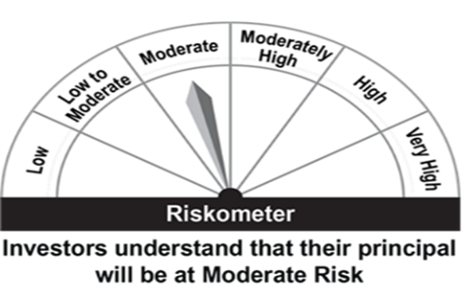 Low
Low to
Moderate
Moderate
Moderately
High
High
Very High
Riskometer
Investors understand that their principal
will be at Moderate Risk